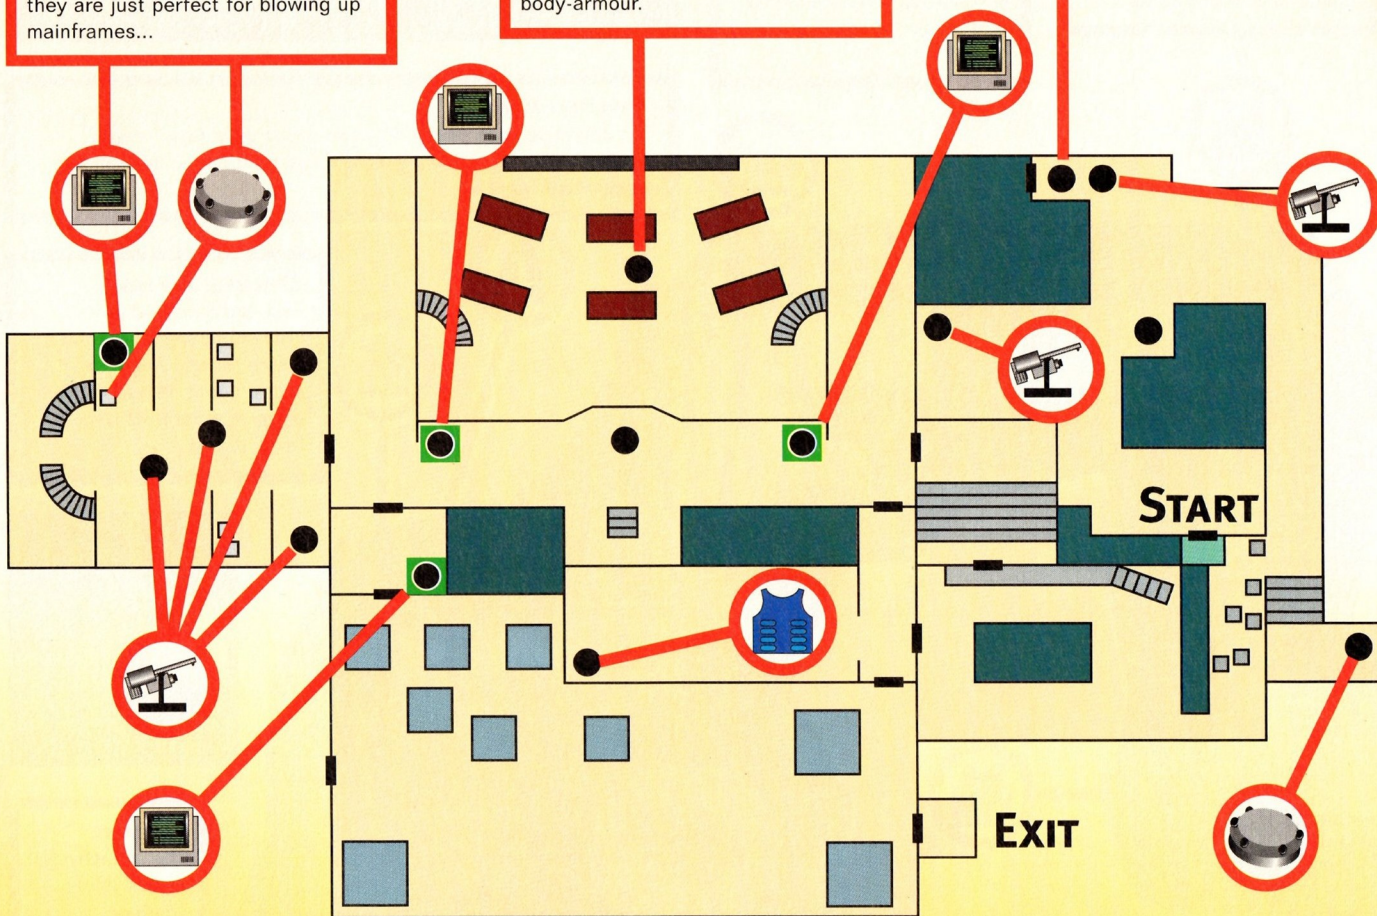 they are just perfect for blowing up
mainframes...
body-armour.
START
EXIT